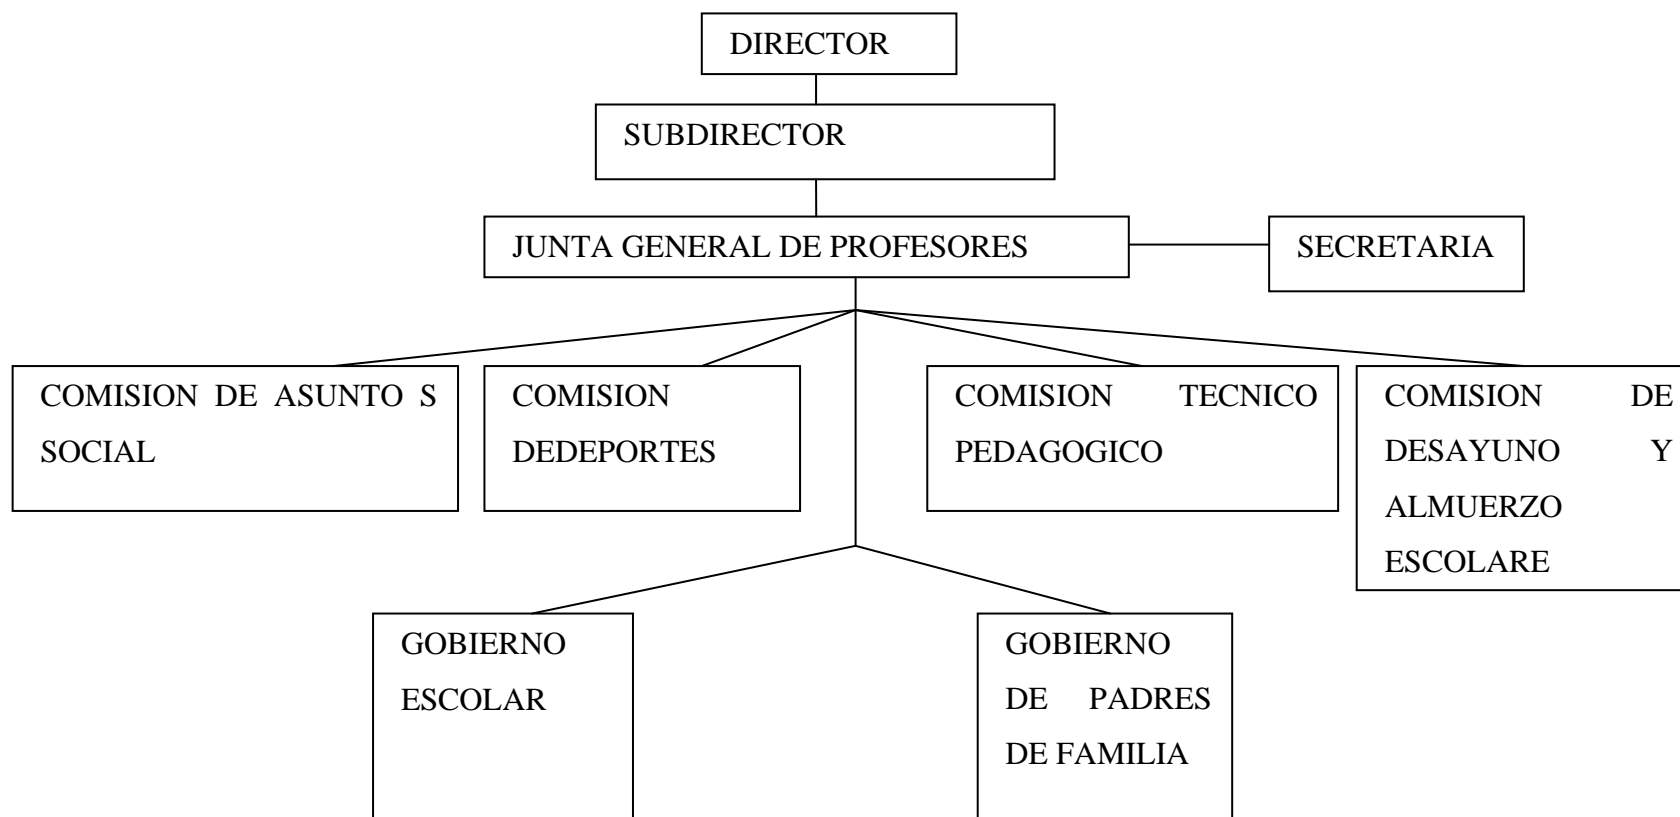 DIRECTOR
SUBDIRECTOR
JUNTA GENERAL DE PROFESORES
SECRETARIA
COMISION DE ASUNTO S
SOCIAL
COMISION
DEDEPORTES
COMISION TECNICO
PEDAGOGICO
COMISION DE
DESAYUNO Y
ALMUERZO
ESCOLARE
GOBIERNO
ESCOLAR
GOBIERNO
DE PADRES
DE FAMILIA